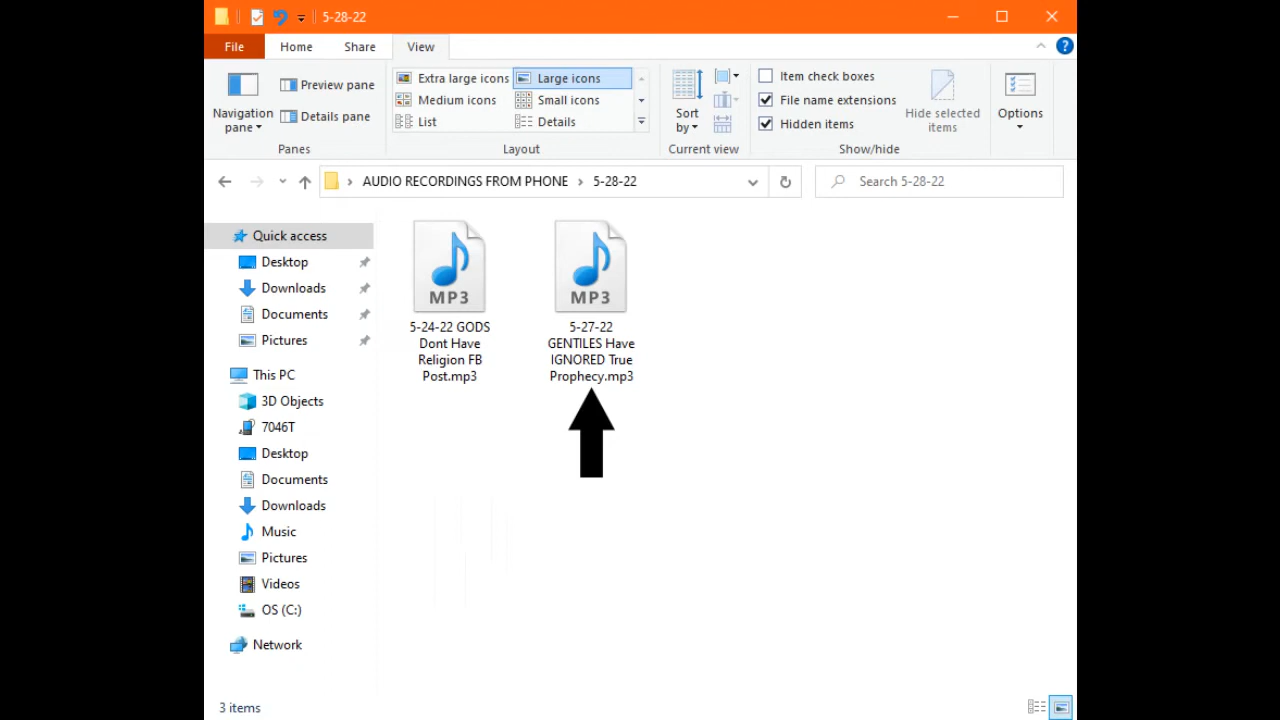 5-28-22
File Home Share View
Extra large icons Large icons
Medium icons Small icons
List Details
Navigation pane
Preview pane
Details pane
Panes
Layout
Sort by
Current view
Item check boxes
File name extensions
Hidden items
Hide selected items
Show/hide
Options
AUDIO RECORDINGS FROM PHONE > 5-28-22
Search 5-28-22
Quick access
Desktop
Downloads
Documents
Pictures
This PC
3D Objects
7046T
Desktop
Documents
Downloads
Music
Pictures
Videos
OS (C:)
Network
MP3
5-24-22 GODS
Dont Have
Religion FB
Post.mp3
MP3
5-27-22
GENTILES Have
IGNORED True
Prophecy.mp3
3 items